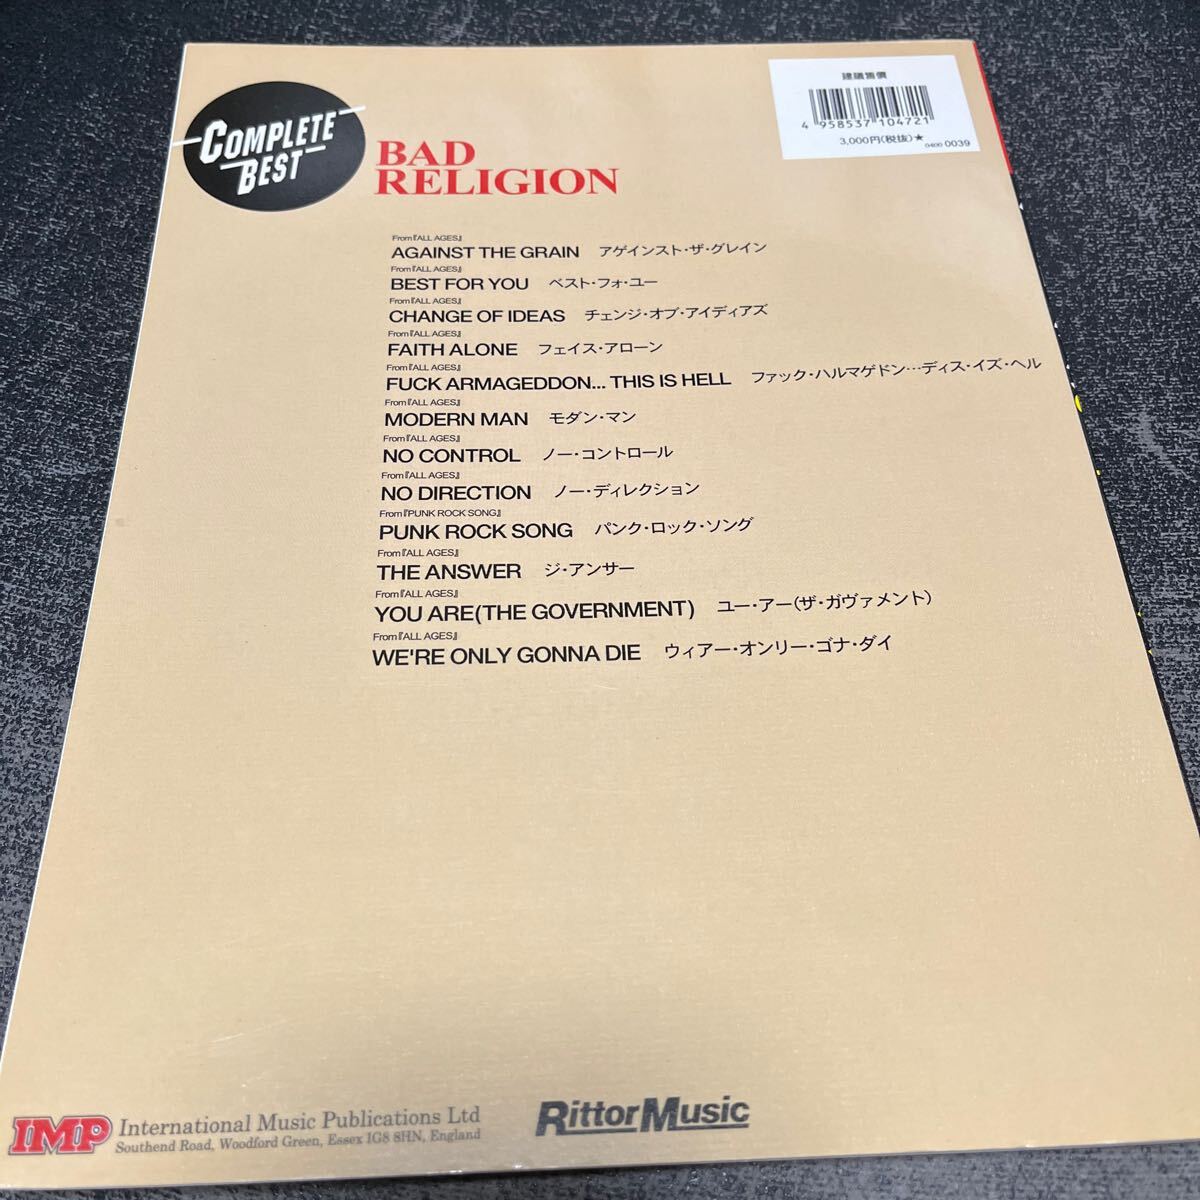 COMPLETE
BEST
BAD
RELIGION
建議售價
4 958537 104721
3,000円(税抜)★
0400 0039
From『ALL AGES』
AGAINST THE GRAIN アゲインスト・ザ・グレイン
From『ALL AGES』
BEST FOR YOU ベスト・フォ・ユー
From『ALL AGES』
CHANGE OF IDEAS チェンジ・オブ・アイディアズ
From『ALL AGES』
FAITH ALONE フェイス・アローン
From『ALL AGES』
FUCK ARMAGEDDON... THIS IS HELL ファック・ハルマゲドン…ディス・イズ・ヘル
From『ALL AGES』
MODERN MAN モダン・マン
From『ALL AGES』
NO CONTROL ノー・コントロール
From『ALL AGES』
NO DIRECTION ノー・ディレクション
From『PUNK ROCK SONG』
PUNK ROCK SONG パンク・ロック・ソング
From『ALL AGES』
THE ANSWER ジ・アンサー
From『ALL AGES』
YOU ARE(THE GOVERNMENT) ユー・アー(ザ・ガヴァメント)
From『ALL AGES』
WE'RE ONLY GONNA DIE ウィアー・オンリー・ゴナ・ダイ
IMP International Music Publications Ltd
Southend Road, Woodford Green, Essex IG8 8HN, England
RittorMusic